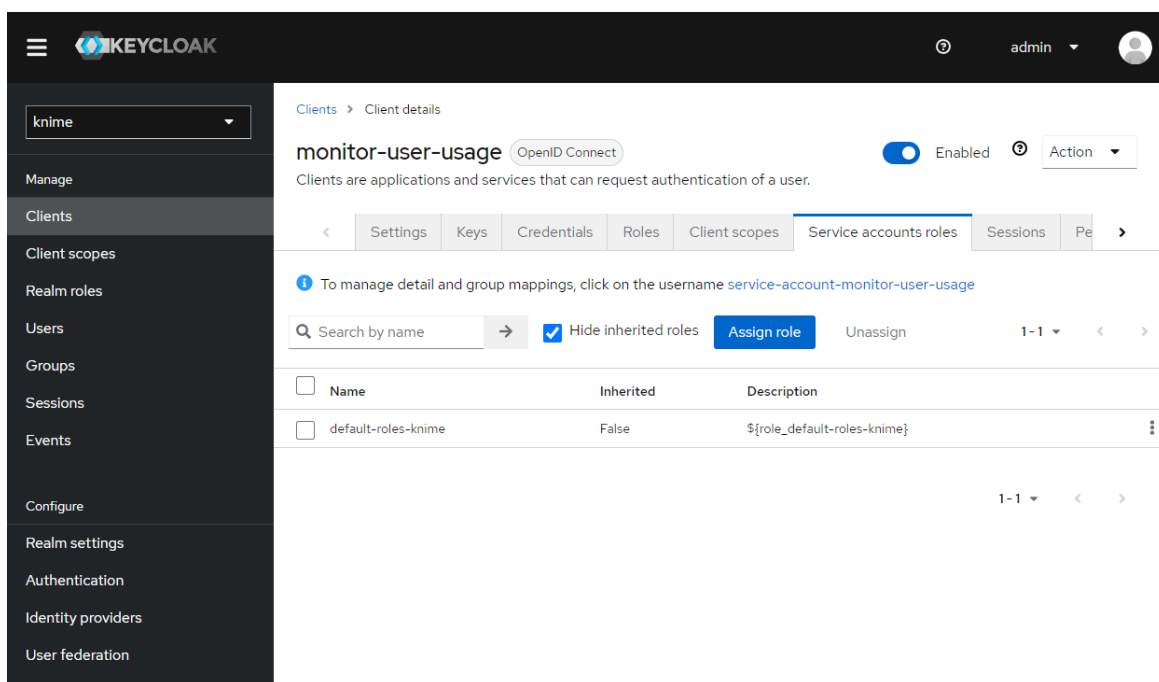 KEYCLOAK
admin
knime
Manage
Clients
Client scopes
Realm roles
Users
Groups
Sessions
Events
Configure
Realm settings
Authentication
Identity providers
User federation
Clients > Client details
monitor-user-usage OpenID Connect
Enabled
Action
Clients are applications and services that can request authentication of a user.
Settings Keys Credentials Roles Client scopes Service accounts roles Sessions Pe
To manage detail and group mappings, click on the username service-account-monitor-user-usage
Search by name Hide inherited roles Assign role Unassign 1-1
Name Inherited Description
default-roles-knime False ${role_default-roles-knime}
1-1